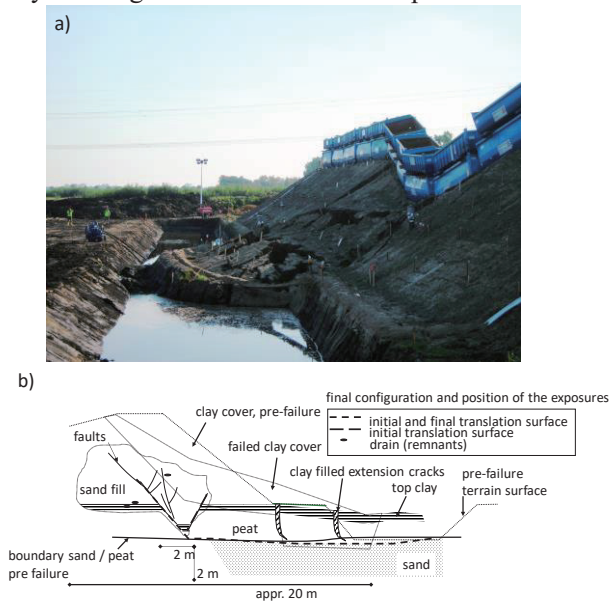 a)
b)
final configuration and position of the exposures
initial and final translation surface
initial translation surface
drain (remnants)
clay cover, pre-failure
faults
failed clay cover
clay filled extension cracks
top clay
pre-failure
terrain surface
sand fill
peat
boundary sand / peat
pre failure
2 m
2 m
sand
appr. 20 m